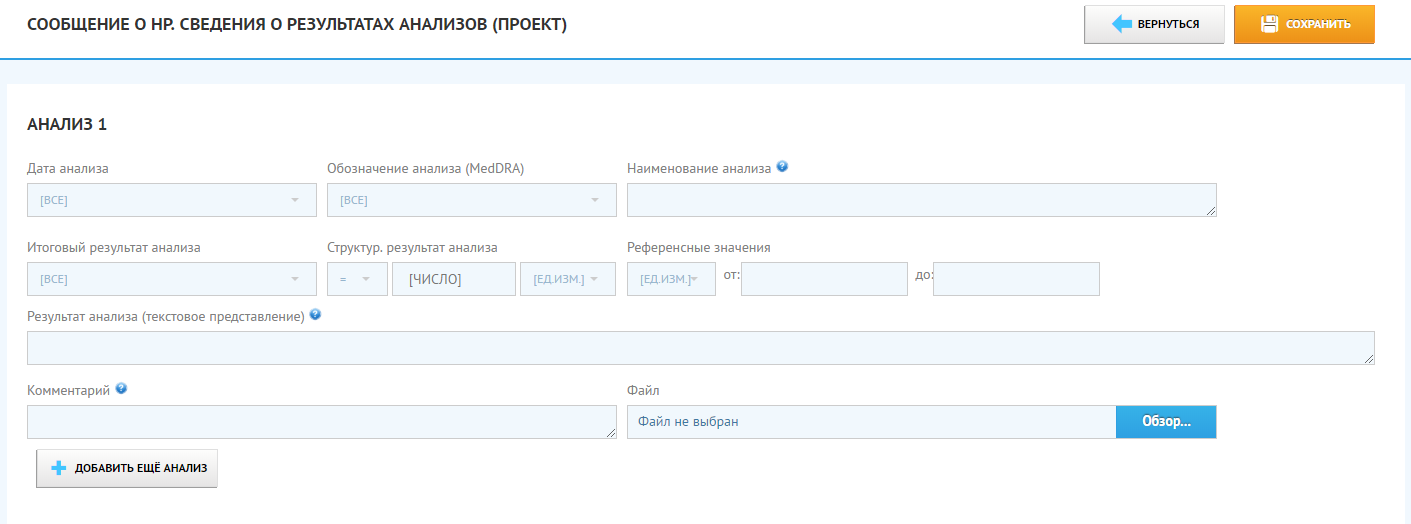 СООБЩЕНИЕ О НР. СВЕДЕНИЯ О РЕЗУЛЬТАТАХ АНАЛИЗОВ (ПРОЕКТ)
ВЕРНУТЬСЯ
СОХРАНИТЬ
АНАЛИЗ 1
Дата анализа
Обозначение анализа (MedDRA)
Наименование анализа ?
[ВСЕ]
[ВСЕ]
Итоговый результат анализа
Структур. результат анализа
Референсные значения
[ВСЕ]
=
[ЧИСЛО]
[ЕД.ИЗМ.]
[ЕД.ИЗМ.]
от:
до:
Результат анализа (текстовое представление) ?
Комментарий ?
Файл
Файл не выбран
Обзор...
ДОБАВИТЬ ЕЩЁ АНАЛИЗ